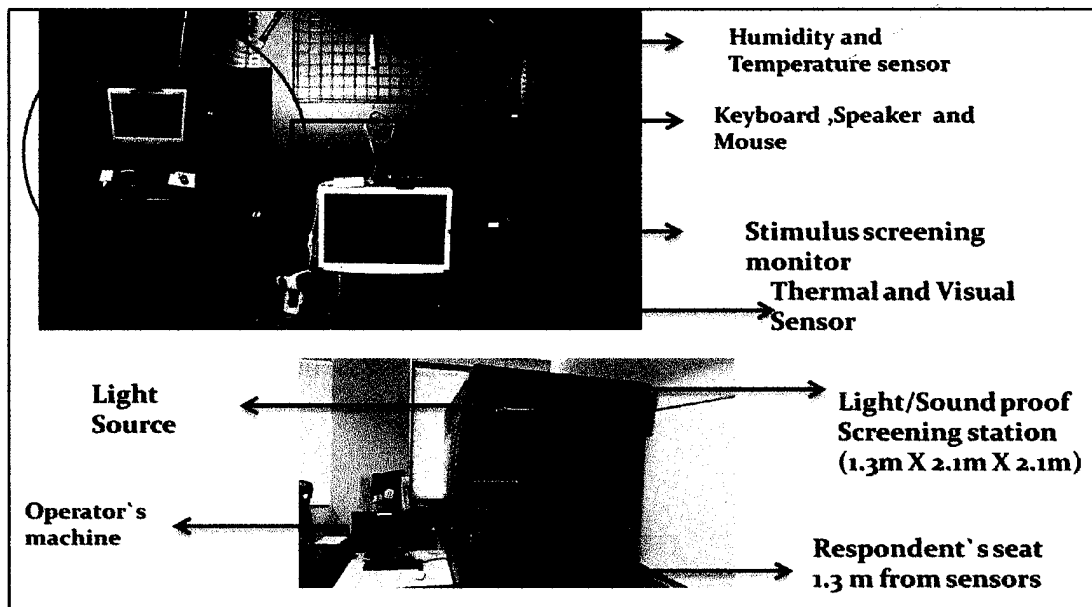 Humidity and
Temperature sensor
Keyboard ,Speaker and
Mouse
Stimulus screening
monitor
Thermal and Visual
Sensor
Light
Source
Light/Sound proof
Screening station
(1.3m X 2.1m X 2.1m)
Operator`s
machine
Respondent`s seat
1.3 m from sensors